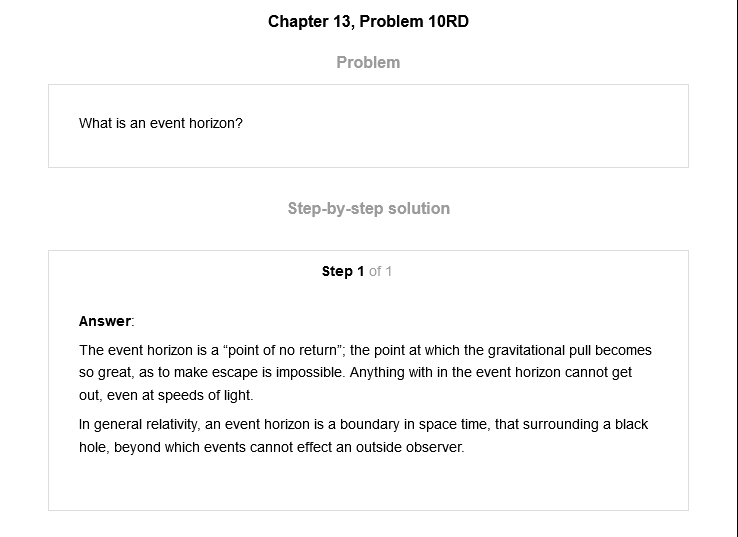 Chapter 13, Problem 10RD
Problem
What is an event horizon?
Step-by-step solution
Step 1 of 1
Answer:
The event horizon is a “point of no return”; the point at which the gravitational pull becomes
so great, as to make escape is impossible. Anything with in the event horizon cannot get
out, even at speeds of light.
In general relativity, an event horizon is a boundary in space time, that surrounding a black
hole, beyond which events cannot effect an outside observer.